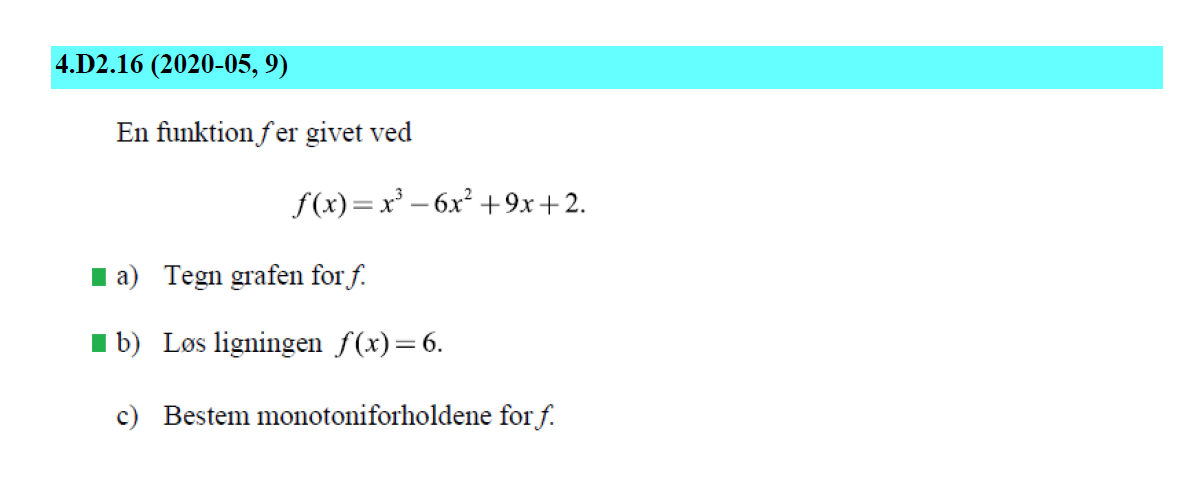 4.D2.16 (2020-05, 9)
En funktion f er givet ved
f(x) = x³ – 6x² + 9x + 2.
a) Tegn grafen for f.
b) Løs ligningen f(x) = 6.
c) Bestem monotoniforholdene for f.